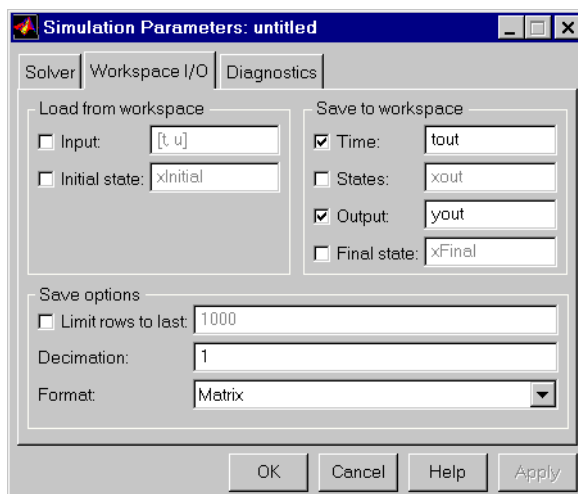 Simulation Parameters: untitled
Solver Workspace I/O Diagnostics
Load from workspace
Input: [t, u]
Initial state: xInitial
Save to workspace
Time: tout
States: xout
Output: yout
Final state: xFinal
Save options
Limit rows to last: 1000
Decimation: 1
Format: Matrix
OK Cancel Help Apply